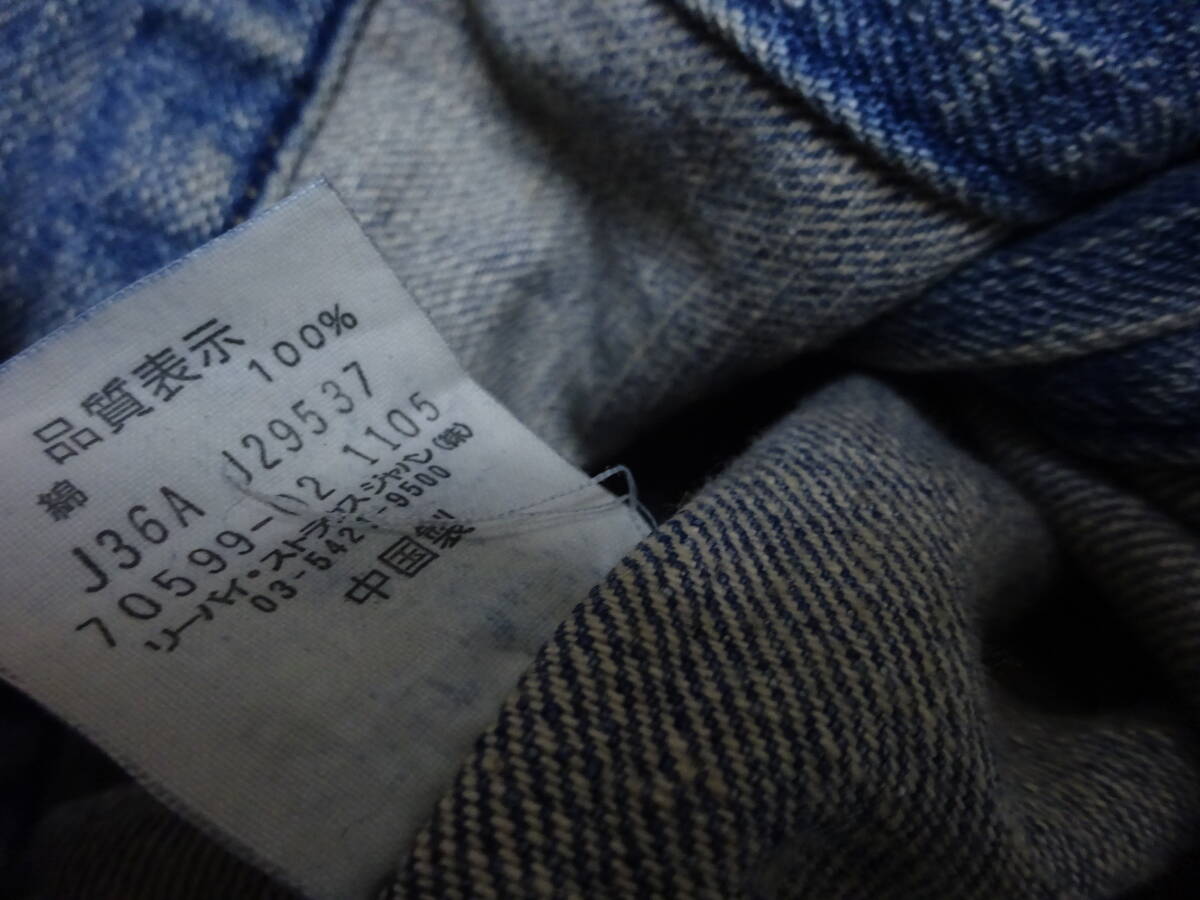 品質表示
綿 100%
J36A J29537
70599-02 1105
リーバイ・ストラウス ジャパン(株)
03-5421-9500
中国製